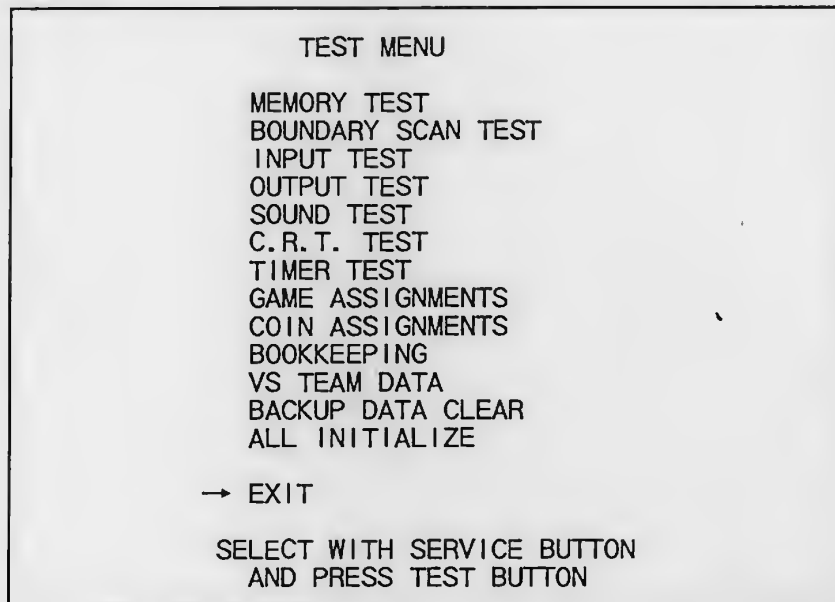 TEST MENU
MEMORY TEST
BOUNDARY SCAN TEST
INPUT TEST
OUTPUT TEST
SOUND TEST
C.R.T. TEST
TIMER TEST
GAME ASSIGNMENTS
COIN ASSIGNMENTS
BOOKKEEPING
VS TEAM DATA
BACKUP DATA CLEAR
ALL INITIALIZE
→ EXIT
SELECT WITH SERVICE BUTTON
AND PRESS TEST BUTTON